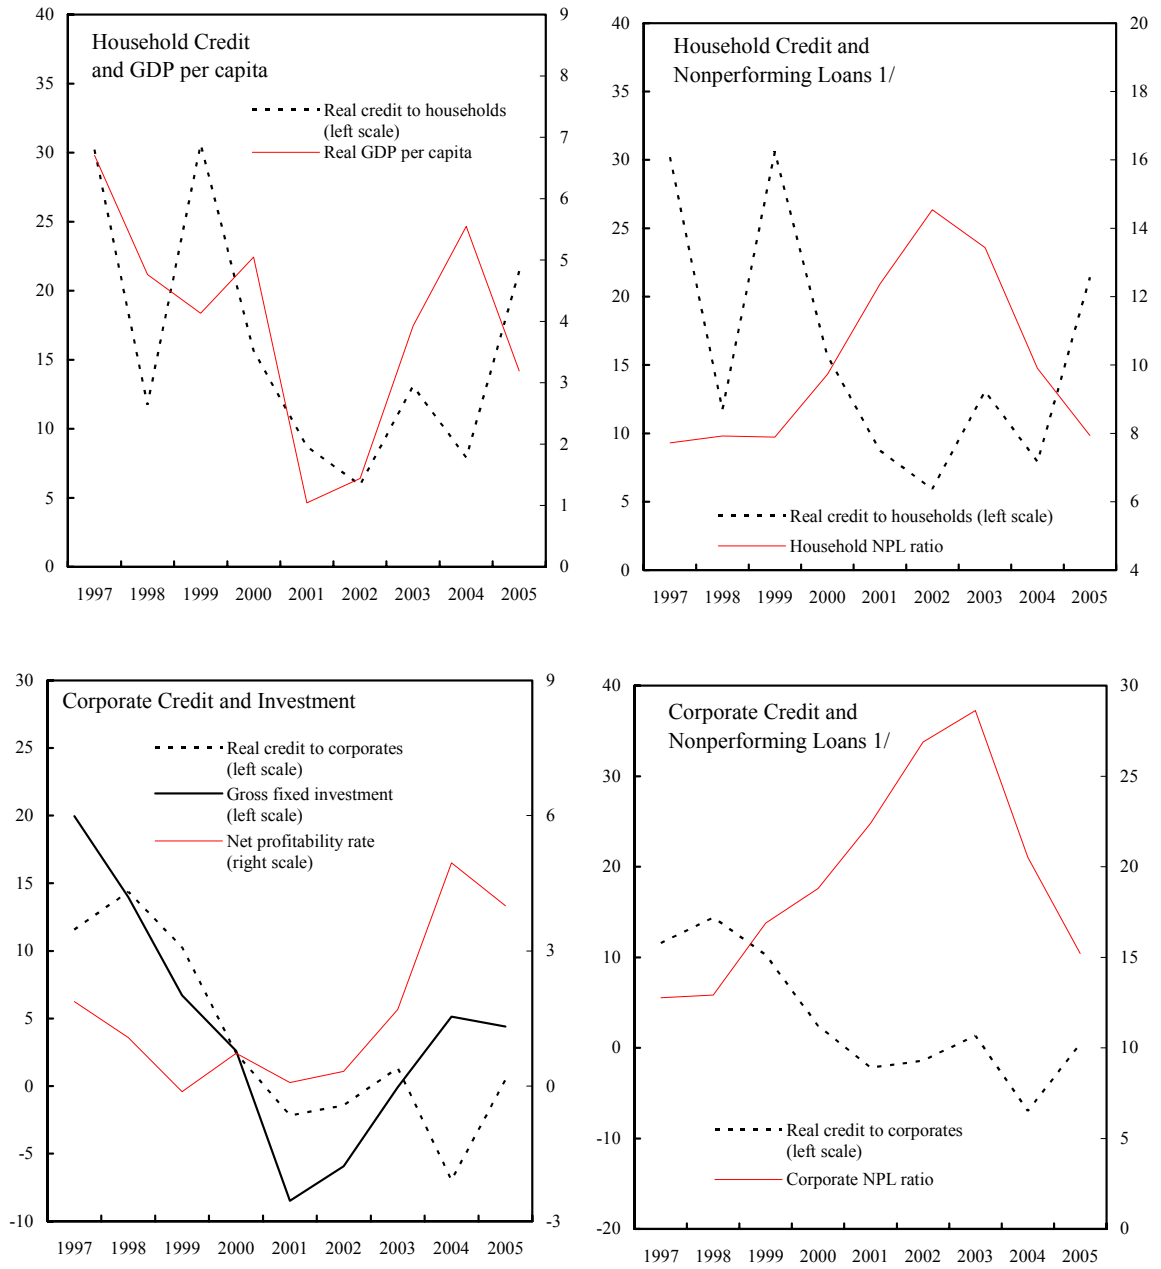 Household Credit
and GDP per capita
Real credit to households
(left scale)
Real GDP per capita
40
35
30
25
20
15
10
5
0
9
8
7
6
5
4
3
2
1
0
1997 1998 1999 2000 2001 2002 2003 2004 2005
Household Credit and
Nonperforming Loans 1/
40
35
30
25
20
15
10
5
0
20
18
16
14
12
10
8
6
4
Real credit to households (left scale)
Household NPL ratio
1997 1998 1999 2000 2001 2002 2003 2004 2005
Corporate Credit and Investment
Real credit to corporates
(left scale)
Gross fixed investment
(left scale)
Net profitability rate
(right scale)
30
25
20
15
10
5
0
-5
-10
9
6
3
0
-3
1997 1998 1999 2000 2001 2002 2003 2004 2005
Corporate Credit and
Nonperforming Loans 1/
40
30
20
10
0
-10
-20
30
25
20
15
10
5
0
Real credit to corporates
(left scale)
Corporate NPL ratio
1997 1998 1999 2000 2001 2002 2003 2004 2005